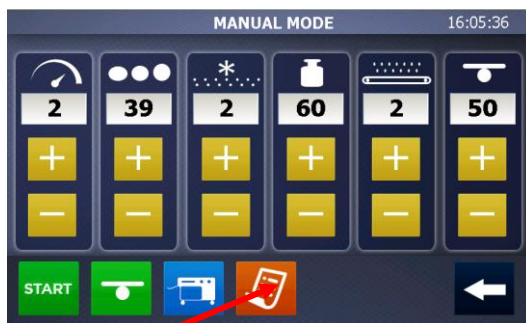 MANUAL MODE 16:05:36
2 39 2 60 2 50
+ + + + + +
− − − − − −
START